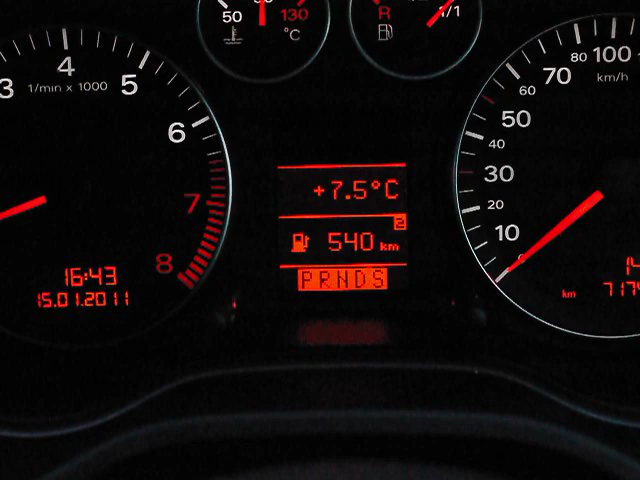 50 130
°C
R 1/1
3 4 5 6 7 8
1/min x 1000
16:43
15.01.2011
+7.5°C
2
540 km
PRNDS
10 20 30 40 50 60 70 80 100
km/h
km